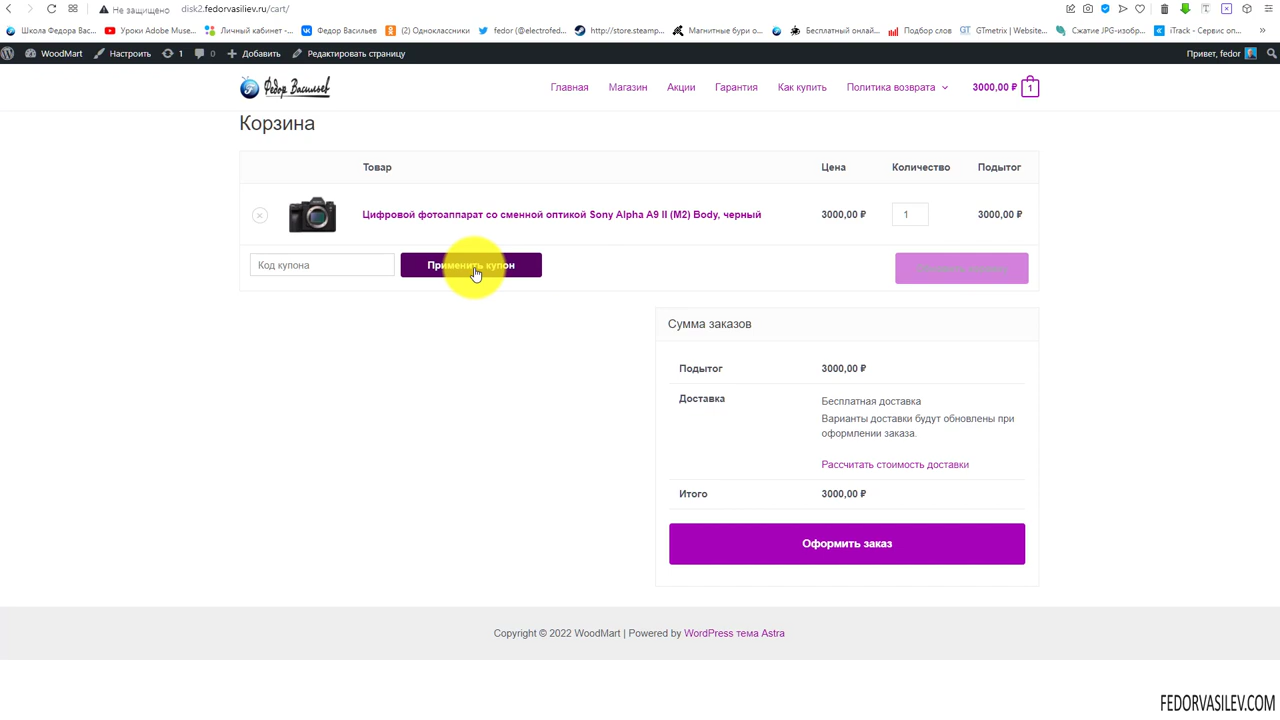 Не защищено disk2.fedorvasiliev.ru/cart/
Школа Федора Вас... Уроки Adobe Muse... Личный кабинет -... Федор Васильев (2) Одноклассники fedor (@electrofed... http://store.steamp... Магнитные бури о... Бесплатный онлай... Подбор слов GTmetrix | Website... Сжатие JPG-изобр... iTrack - Сервис оп...
WoodMart Настроить 1 0 Добавить Редактировать страницу Привет, fedor
Федор Васильев Главная Магазин Акции Гарантия Как купить Политика возврата 3000,00 ₽ 1
Корзина
Товар Цена Количество Подытог
Цифровой фотоаппарат со сменной оптикой Sony Alpha A9 II (M2) Body, черный 3000,00 ₽ 1 3000,00 ₽
Код купона Применить купон
Сумма заказов
Подытог 3000,00 ₽
Доставка Бесплатная доставка
Варианты доставки будут обновлены при
оформлении заказа.
Рассчитать стоимость доставки
Итого 3000,00 ₽
Оформить заказ
Copyright © 2022 WoodMart | Powered by WordPress тема Astra
FEDORVASILEV.COM